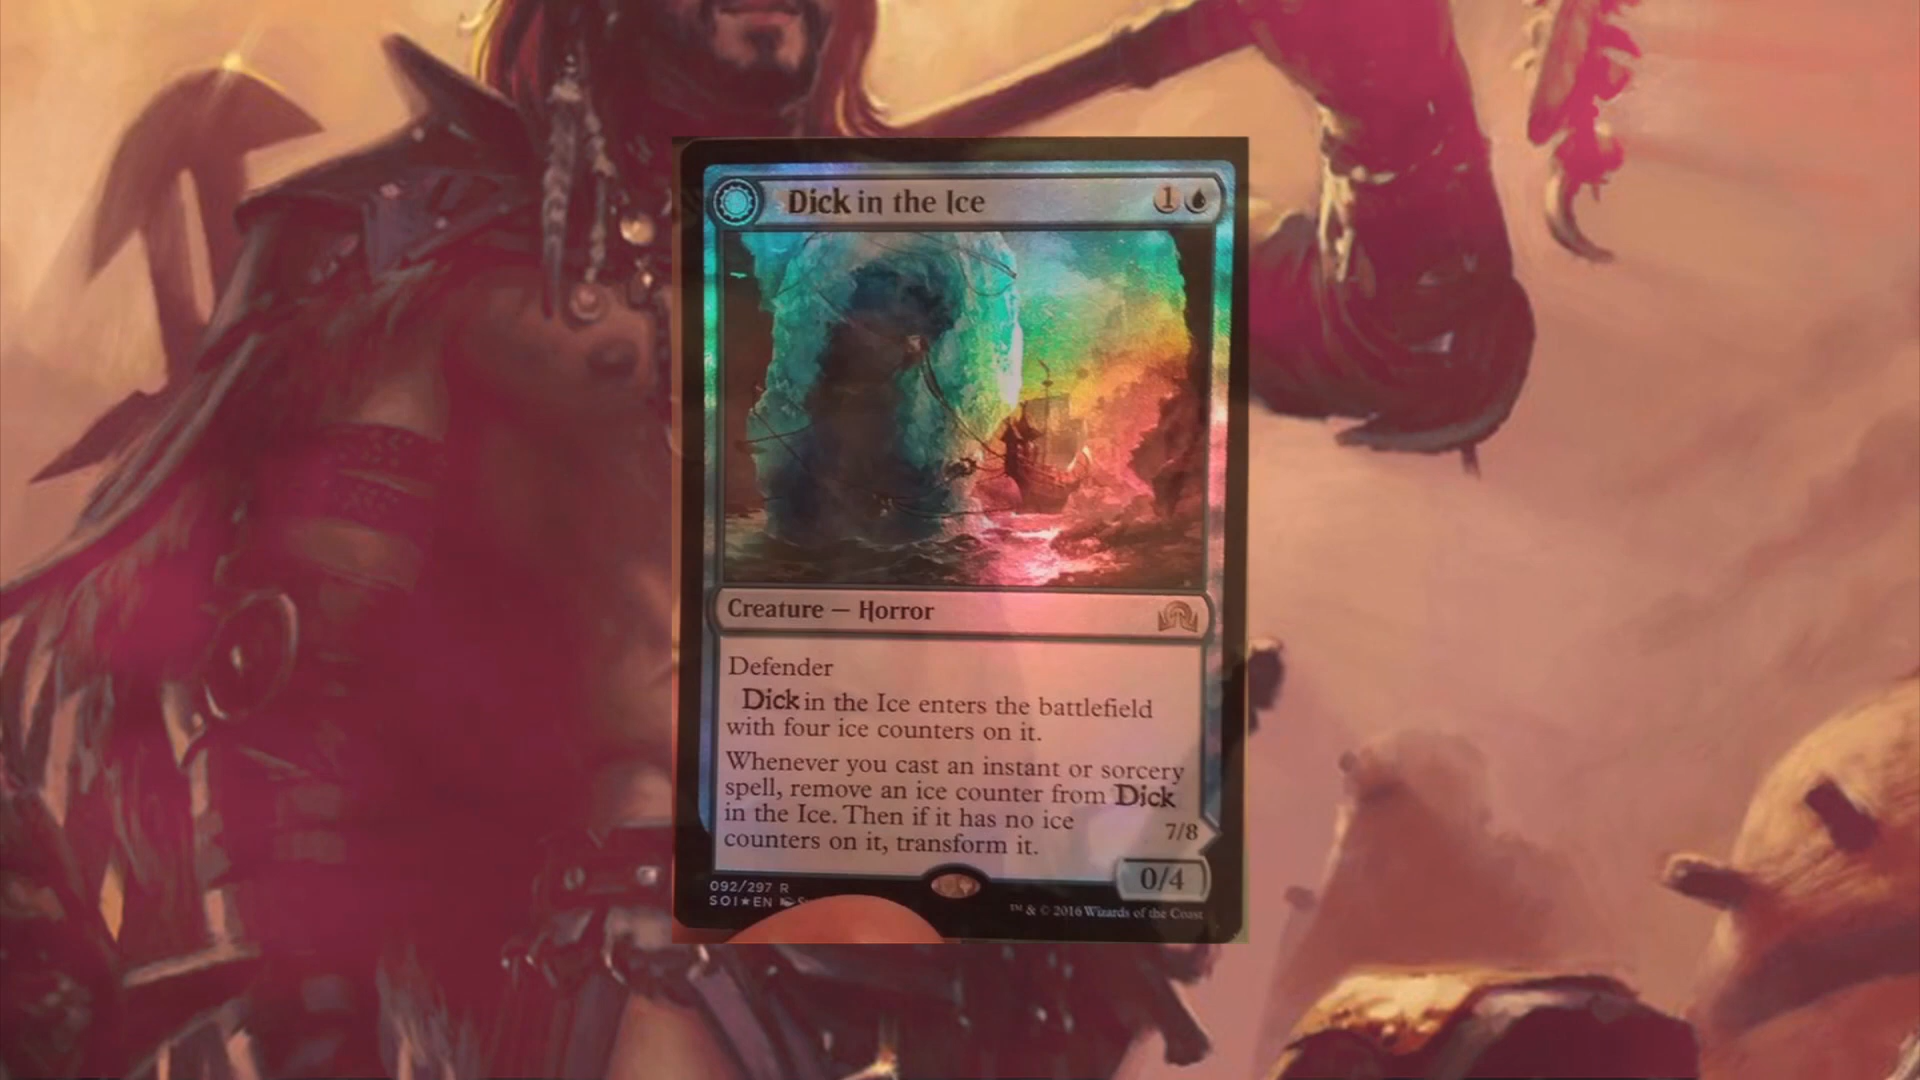 Dick in the Ice 1
Creature — Horror
Defender
Dick in the Ice enters the battlefield
with four ice counters on it.
Whenever you cast an instant or sorcery
spell, remove an ice counter from Dick
in the Ice. Then if it has no ice
counters on it, transform it.
7/8
0/4
092/297 R
SOI★EN
™ & © 2016 Wizards of the Coast